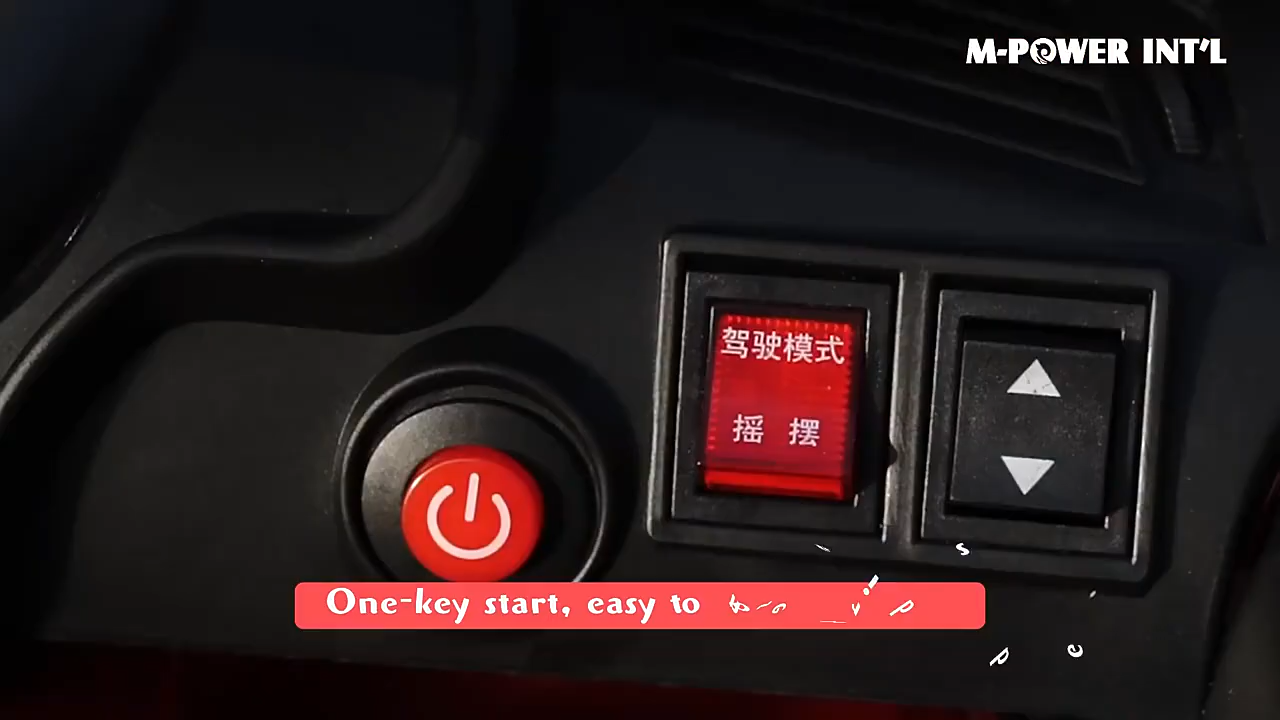 M-POWER INT'L
驾驶模式
摇 摆
One-key start, easy to